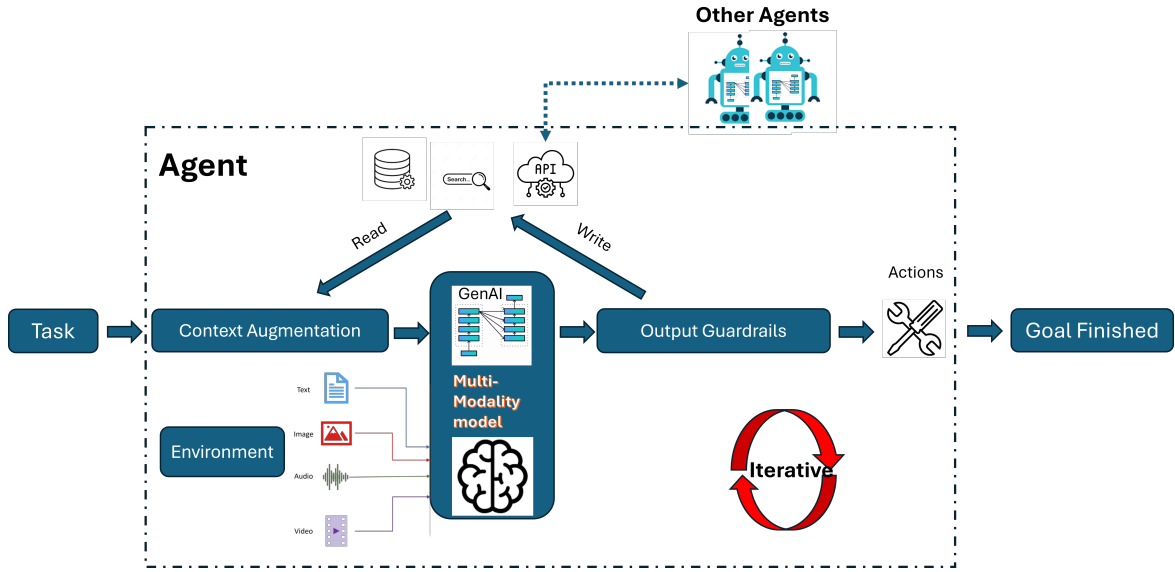 Other Agents
Agent
Search...
API
Read
Write
Actions
GenAI
Task
Context Augmentation
Output Guardrails
Goal Finished
Multi-
Modality
model
Text
Image
Environment
Audio
Video
Iterative